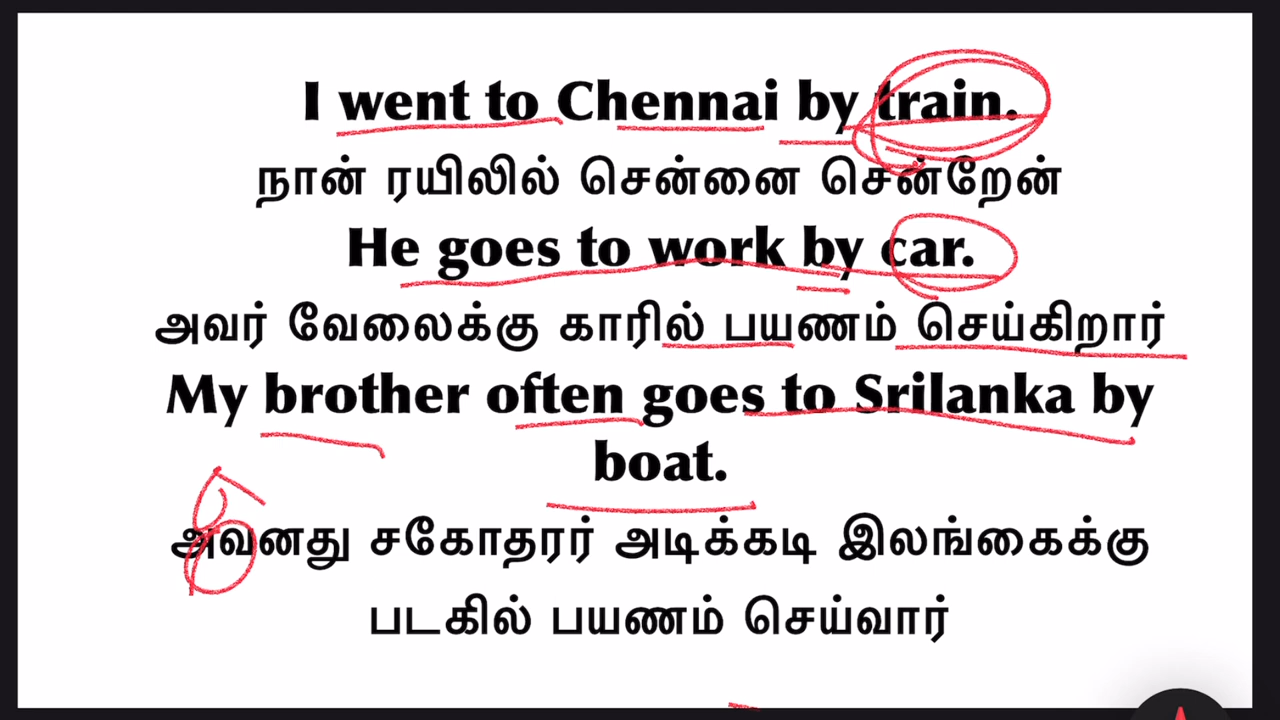 I went to Chennai by train.
நான் ரயிலில் சென்னை சென்றேன்
He goes to work by car.
அவர் வேலைக்கு காரில் பயணம் செய்கிறார்
My brother often goes to Srilanka by
boat.
அவனது சகோதரர் அடிக்கடி இலங்கைக்கு
படகில் பயணம் செய்வார்